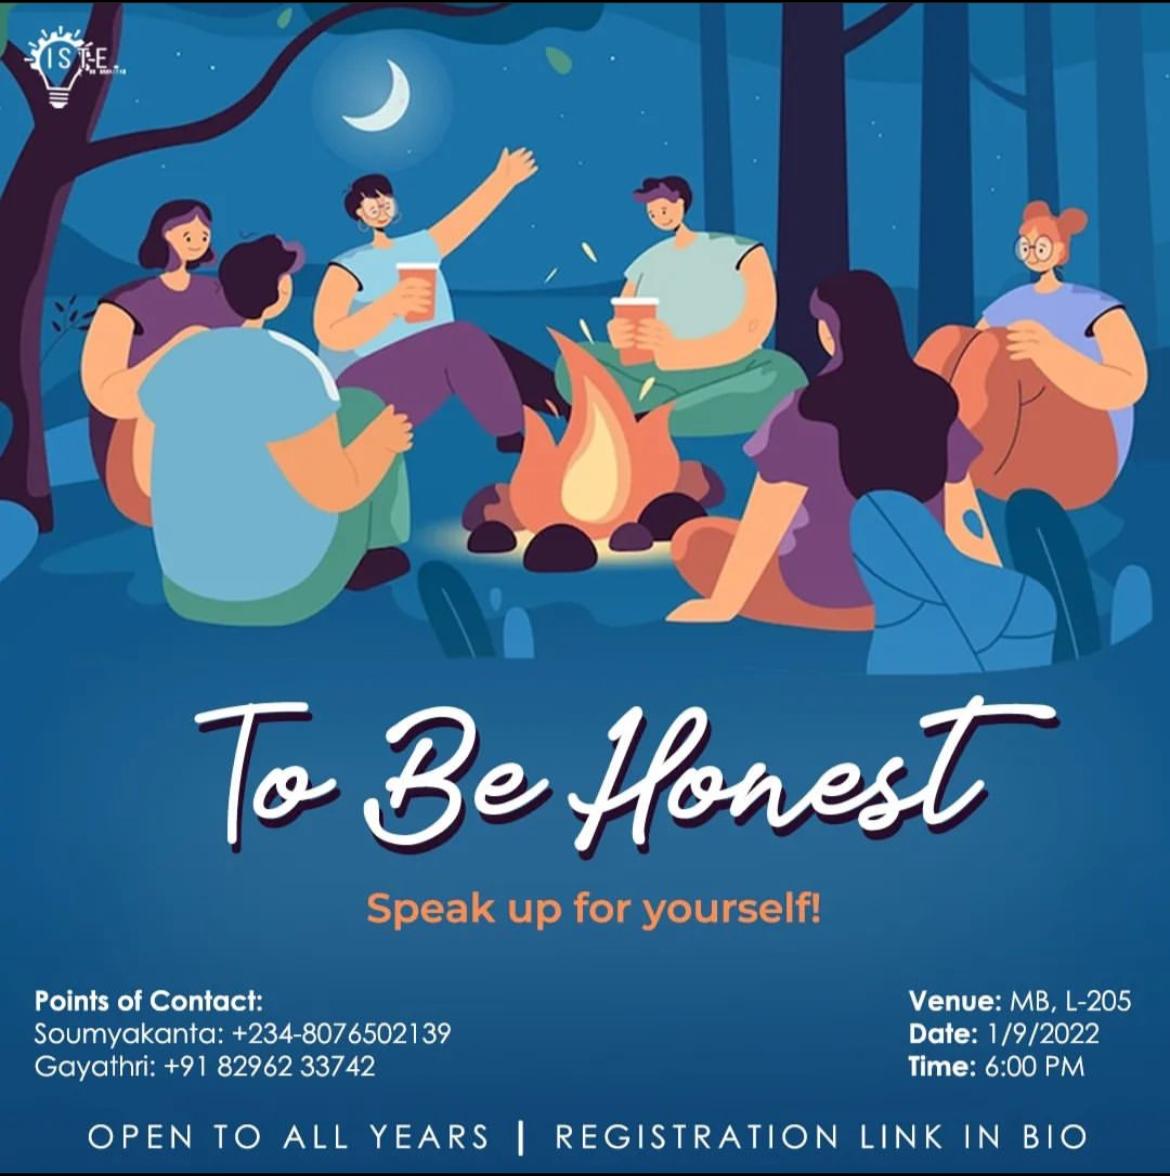 ISTE.
To Be Honest
Speak up for yourself!
Points of Contact:
Soumyakanta: +234-8076502139
Gayathri: +91 82962 33742
Venue: MB, L-205
Date: 1/9/2022
Time: 6:00 PM
OPEN TO ALL YEARS | REGISTRATION LINK IN BIO